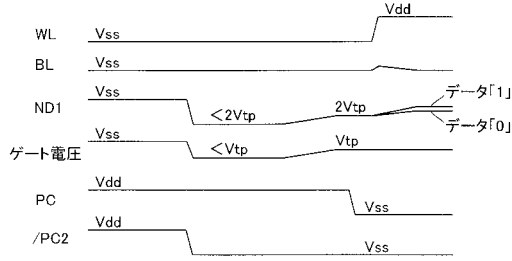 Vdd
WL Vss
BL Vss
Vss
データ「1」
ND1 <2Vtp 2Vtp
データ「0」
Vss
ゲート電圧 <Vtp Vtp
Vdd
PC Vss
Vdd
/PC2 Vss